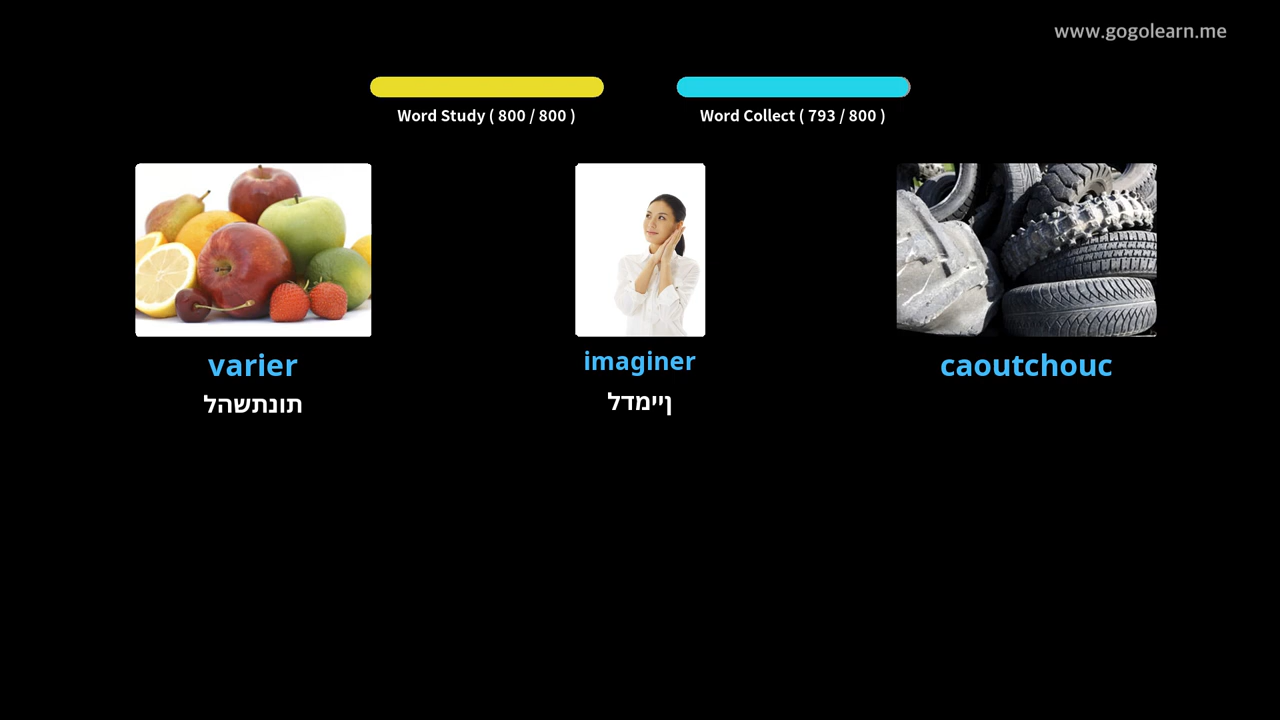 www.gogolearn.me
Word Study ( 800 / 800 )
Word Collect ( 793 / 800 )
varier
תונתשהל
imaginer
ןיימדל
caoutchouc